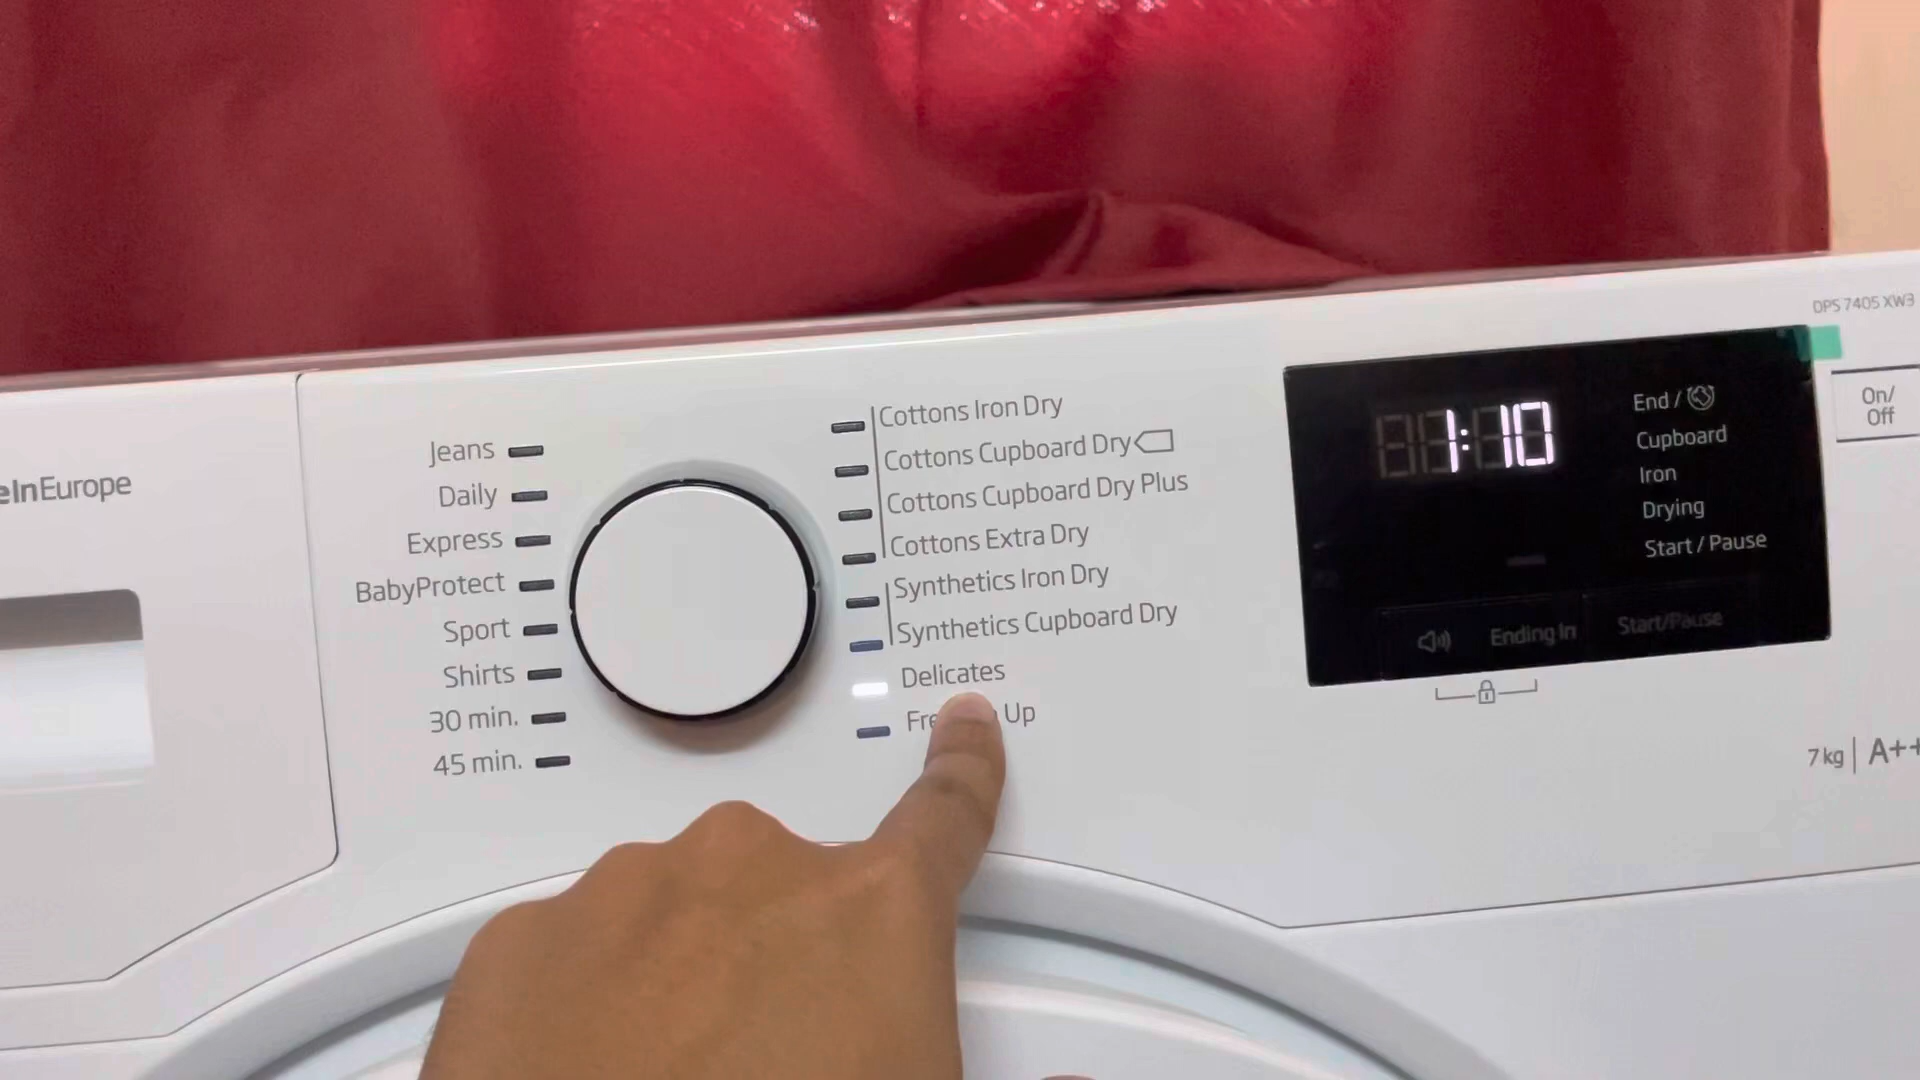 eInEurope
Jeans
Daily
Express
BabyProtect
Sport
Shirts
30 min.
45 min.
Cottons Iron Dry
Cottons Cupboard Dry
Cottons Cupboard Dry Plus
Cottons Extra Dry
Synthetics Iron Dry
Synthetics Cupboard Dry
Delicates
Up
1:10
End /
Cupboard
Iron
Drying
Start / Pause
Ending In
Start/Pause
DPS 7405 XW3
On/
Off
7 kg | A++